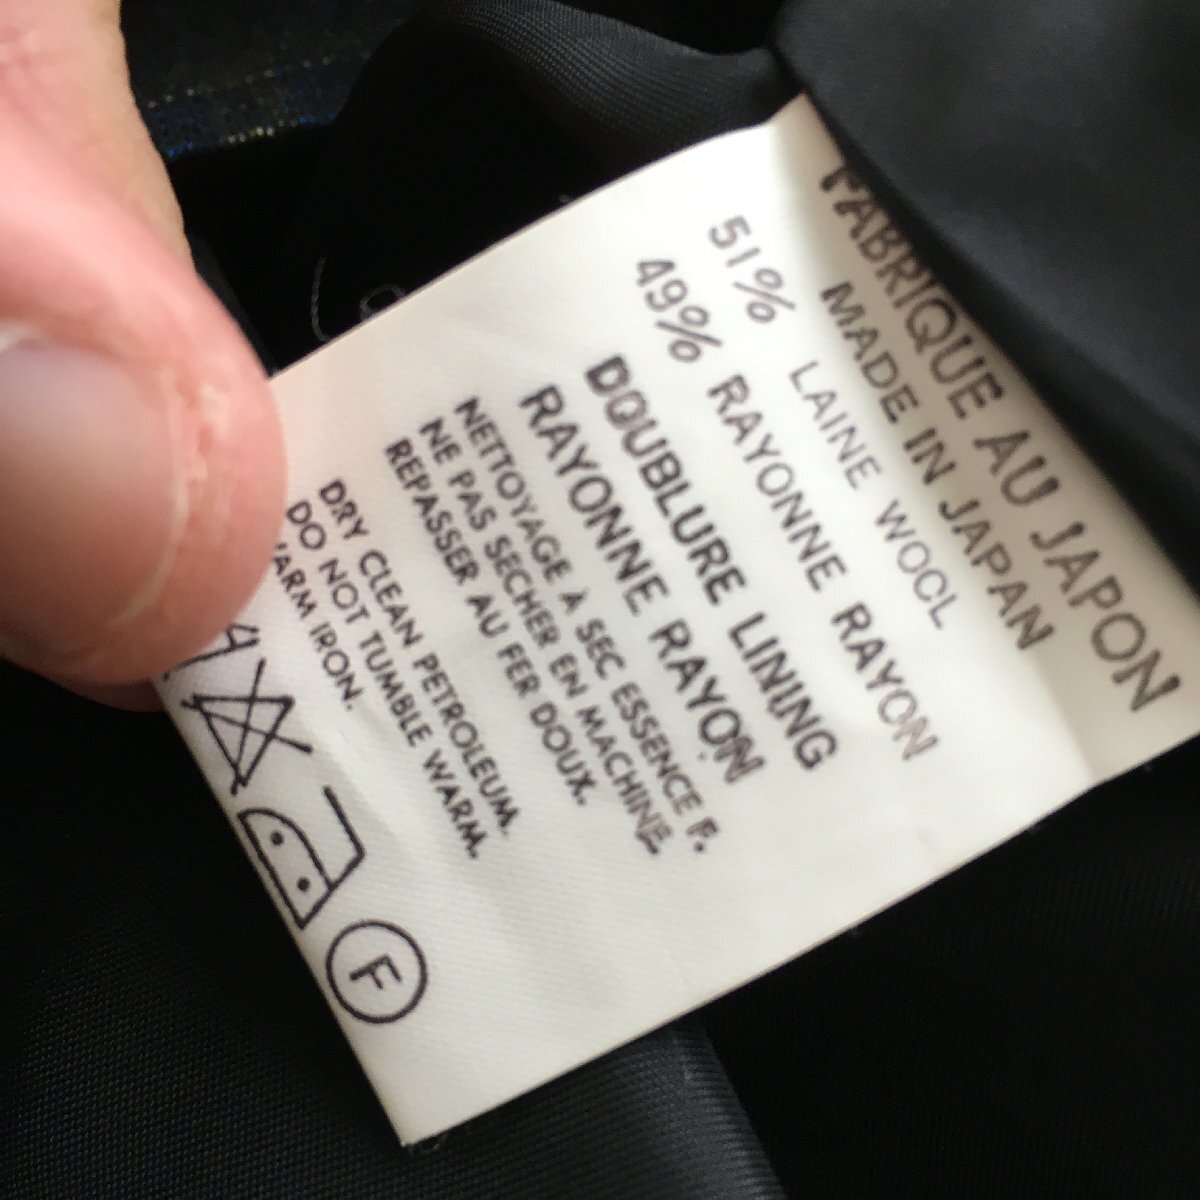 FABRIQUE AU JAPON
MADE IN JAPAN
51% LAINE WOOL
49% RAYONNE RAYON
DOUBLURE LINING
RAYONNE RAYON
NETTOYAGE À SEC ESSENCE F.
NE PAS SECHER EN MACHINE.
REPASSER AU FER DOUX.
DRY CLEAN PETROLEUM.
DO NOT TUMBLE WARM.
WARM IRON.
F